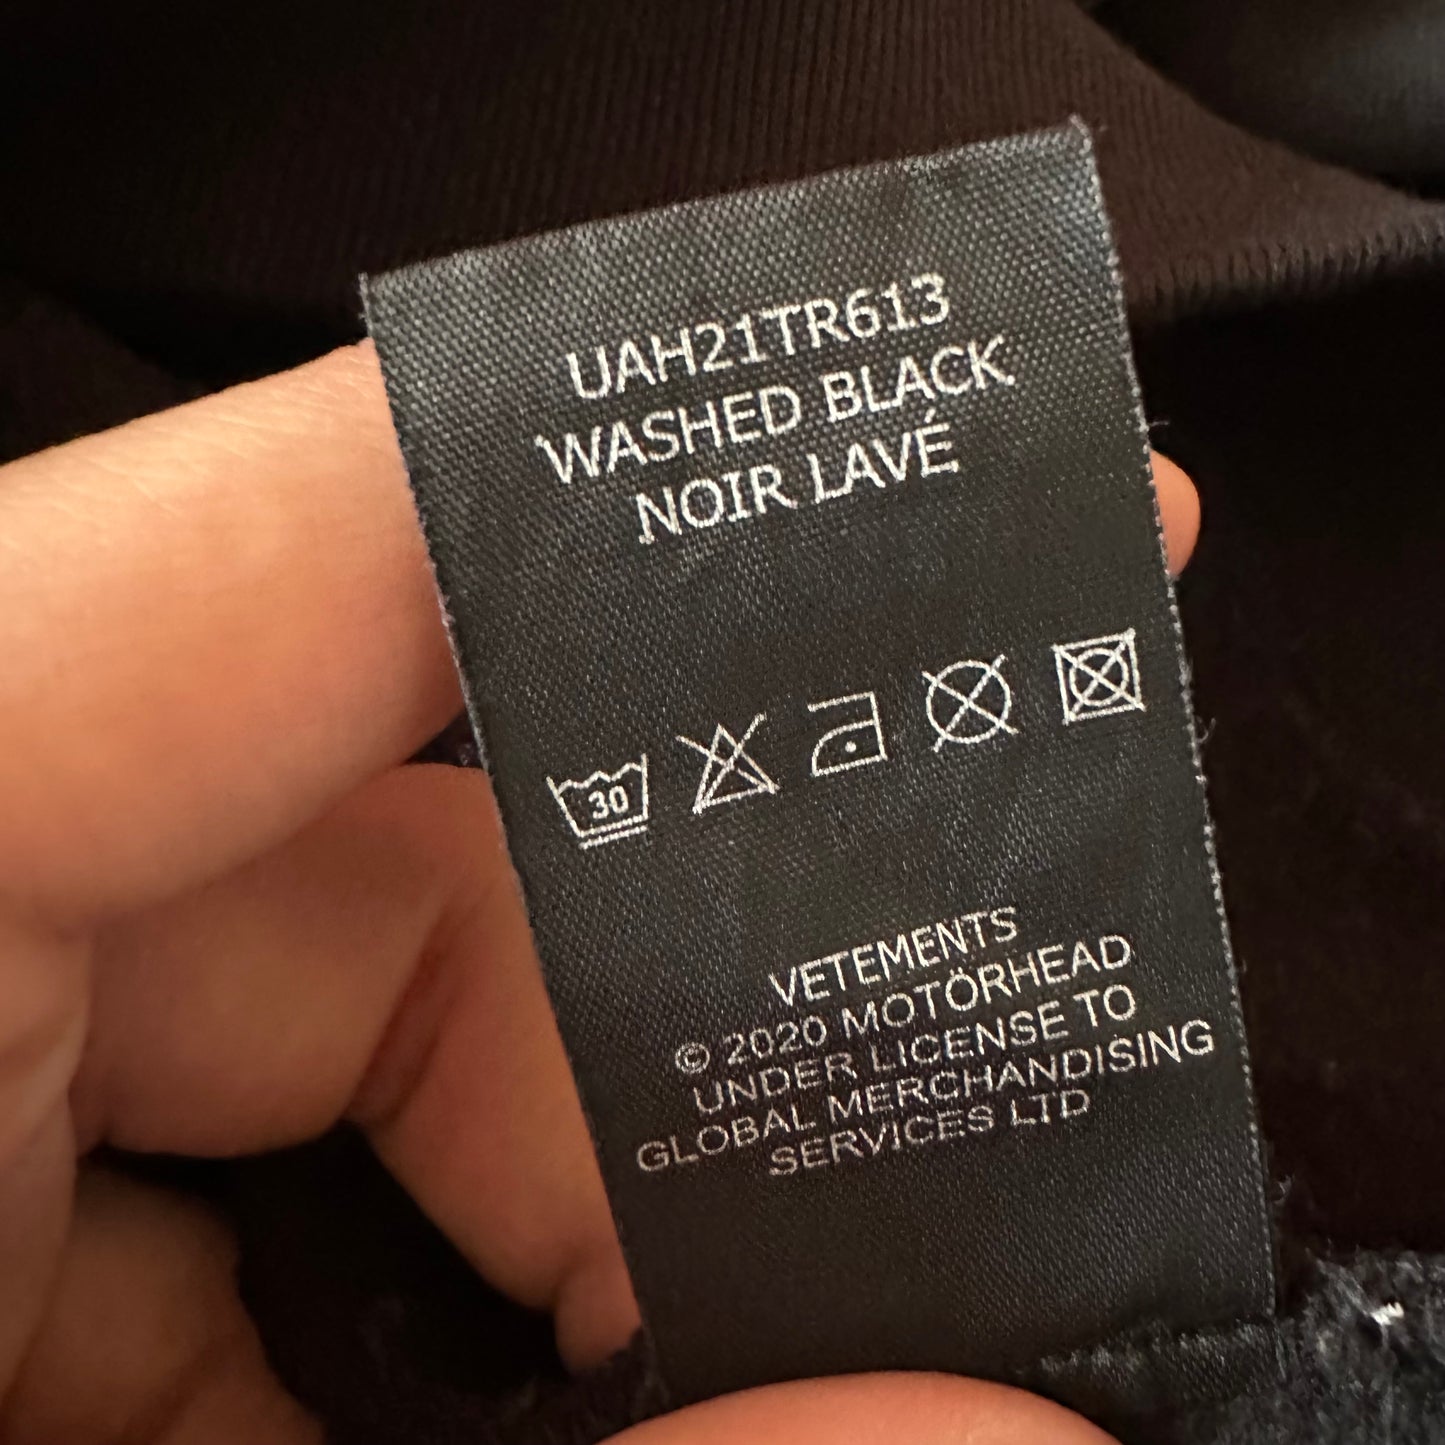 UAH21TR613
WASHED BLACK
NOIR LAVÉ
30
VETEMENTS
© 2020 MOTÖRHEAD
UNDER LICENSE TO
GLOBAL MERCHANDISING
SERVICES LTD